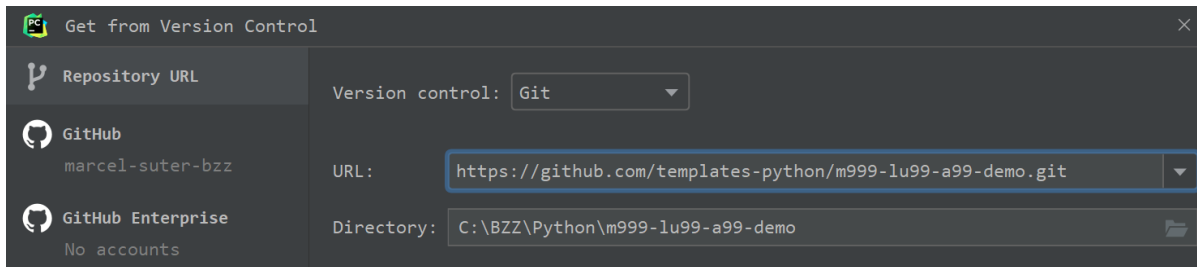 PC Get from Version Control
Repository URL
GitHub
marcel-suter-bzz
GitHub Enterprise
No accounts
Version control: Git
URL: https://github.com/templates-python/m999-lu99-a99-demo.git
Directory: C:\BZZ\Python\m999-lu99-a99-demo